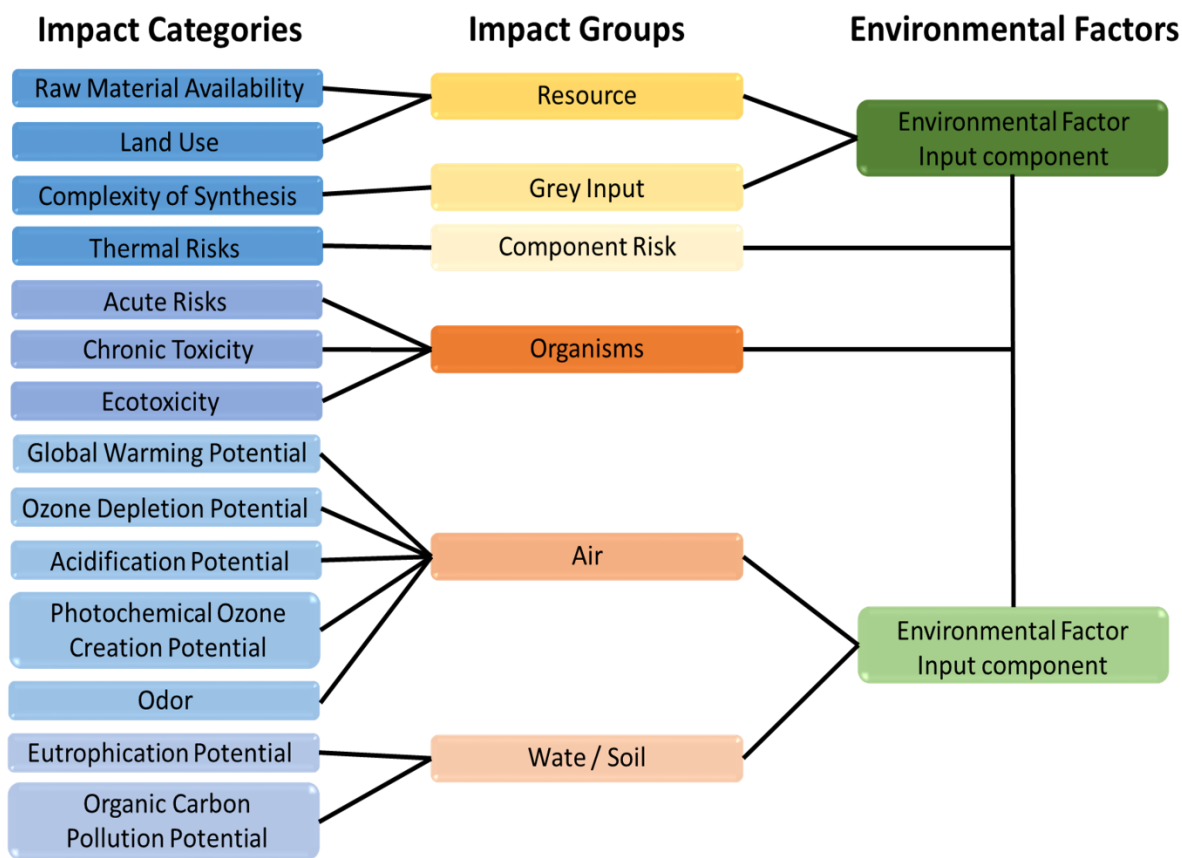 Impact Categories
Impact Groups
Environmental Factors
Raw Material Availability
Land Use
Complexity of Synthesis
Thermal Risks
Acute Risks
Chronic Toxicity
Ecotoxicity
Global Warming Potential
Ozone Depletion Potential
Acidification Potential
Photochemical Ozone
Creation Potential
Odor
Eutrophication Potential
Organic Carbon
Pollution Potential
Resource
Grey Input
Component Risk
Organisms
Air
Wate / Soil
Environmental Factor
Input component
Environmental Factor
Input component